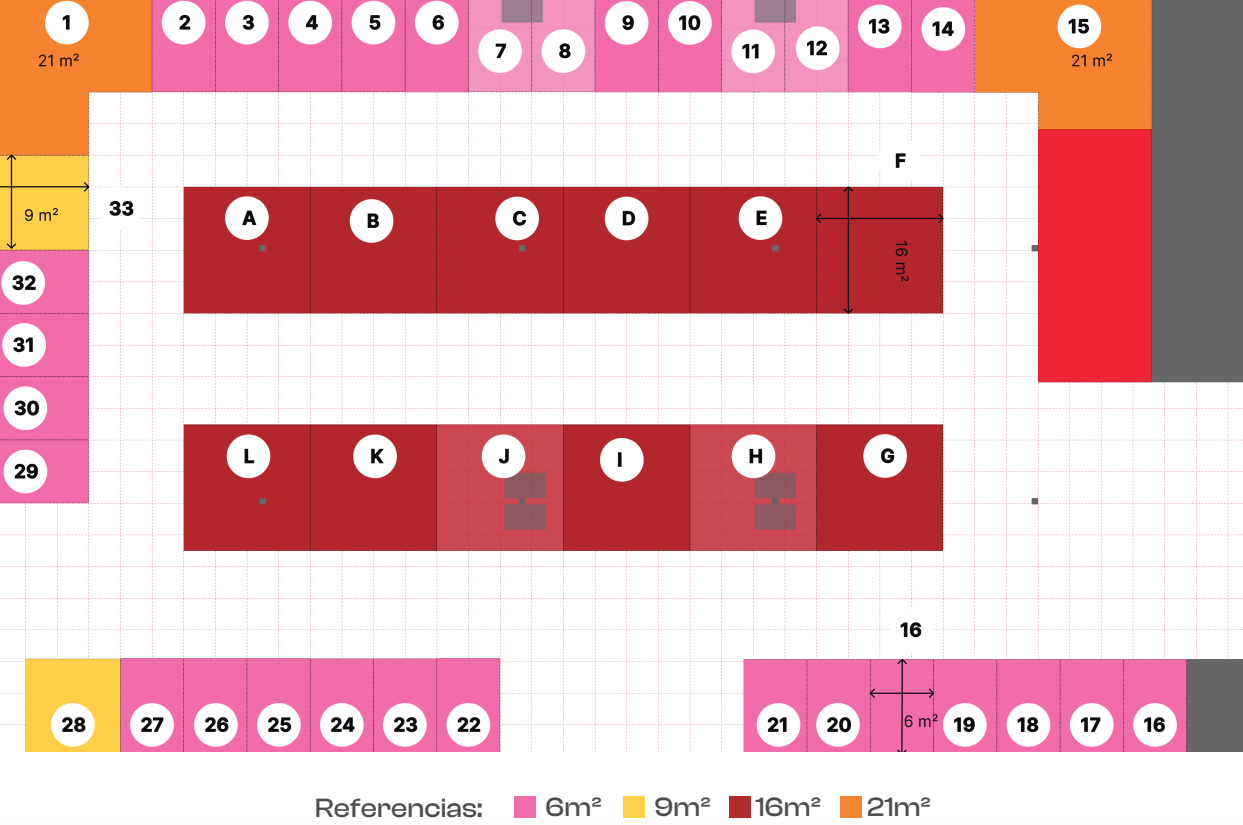 1 2 3 4 5 6 7 8 9 10 11 12 13 14 15
21 m² 21 m²
F
33
9 m²
A B C D E
16 m²
32
31
30
29
L K J I H G
16
28 27 26 25 24 23 22 21 20 6 m² 19 18 17 16
Referencias: 6m² 9m² 16m² 21m²